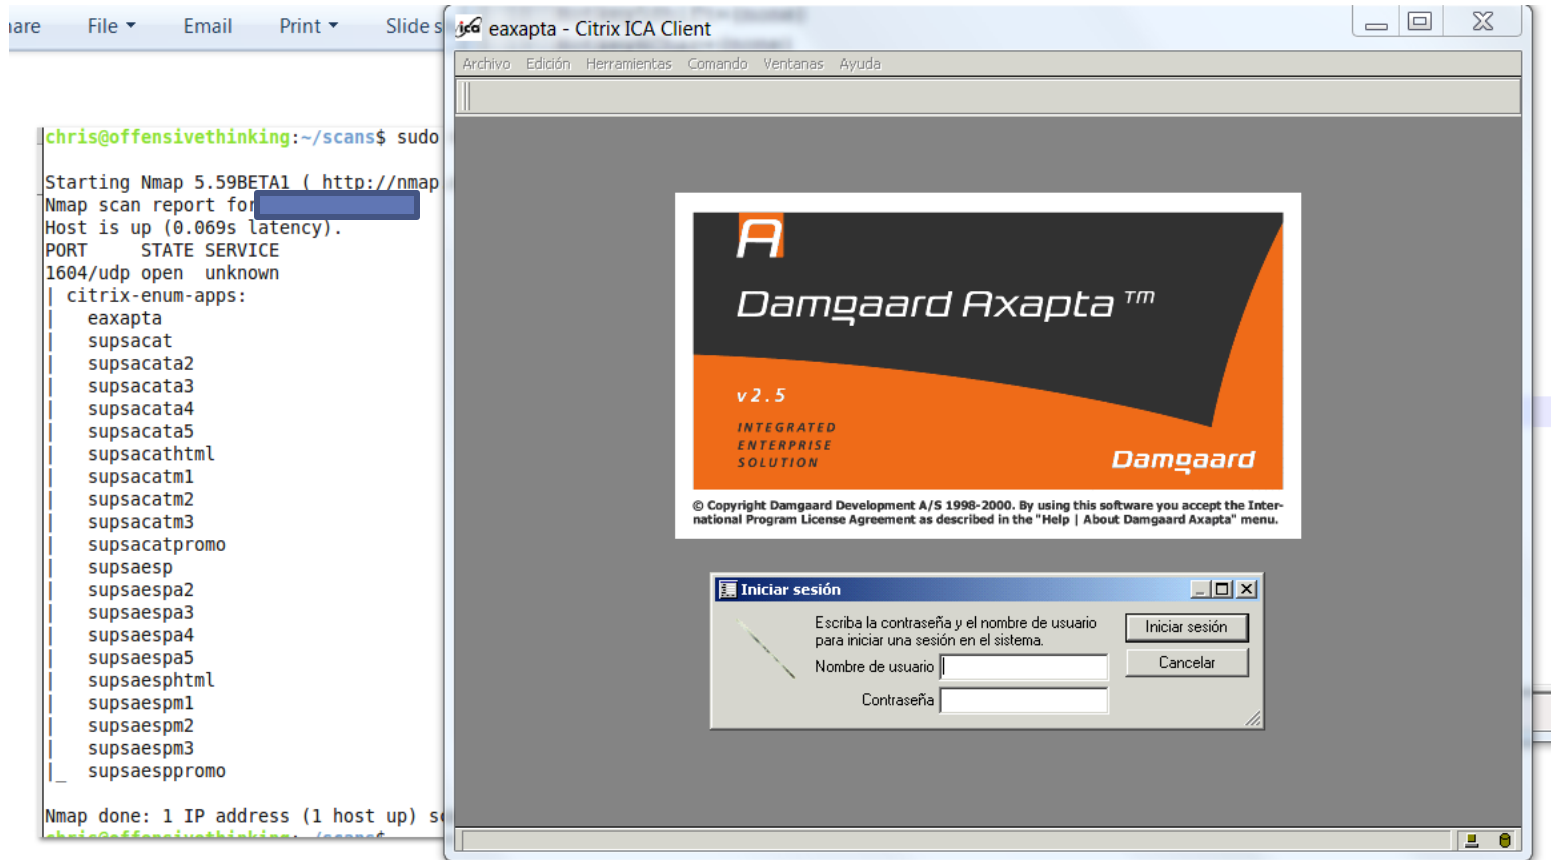 are File Email Print Slide s
chris@offensivethinking:~/scans$ sudo
Starting Nmap 5.59BETA1 ( http://nmap
Nmap scan report for
Host is up (0.069s latency).
PORT STATE SERVICE
1604/udp open unknown
| citrix-enum-apps:
| eaxapta
| supsacat
| supsacata2
| supsacata3
| supsacata4
| supsacata5
| supsacathtml
| supsacatm1
| supsacatm2
| supsacatm3
| supsacatpromo
| supsaesp
| supsaespa2
| supsaespa3
| supsaespa4
| supsaespa5
| supsaesphtml
| supsaespm1
| supsaespm2
| supsaespm3
|_ supsaesppromo
Nmap done: 1 IP address (1 host up) sc
chris@offensivethinking:~/scans$
ica eaxapta - Citrix ICA Client
Archivo Edición Herramientas Comando Ventanas Ayuda
A
Damgaard Axapta™
v2.5
INTEGRATED
ENTERPRISE
SOLUTION
Damgaard
© Copyright Damgaard Development A/S 1998-2000. By using this software you accept the Inter-
national Program License Agreement as described in the "Help | About Damgaard Axapta" menu.
Iniciar sesión
Escriba la contraseña y el nombre de usuario
para iniciar una sesión en el sistema.
Nombre de usuario
Contraseña
Iniciar sesión
Cancelar